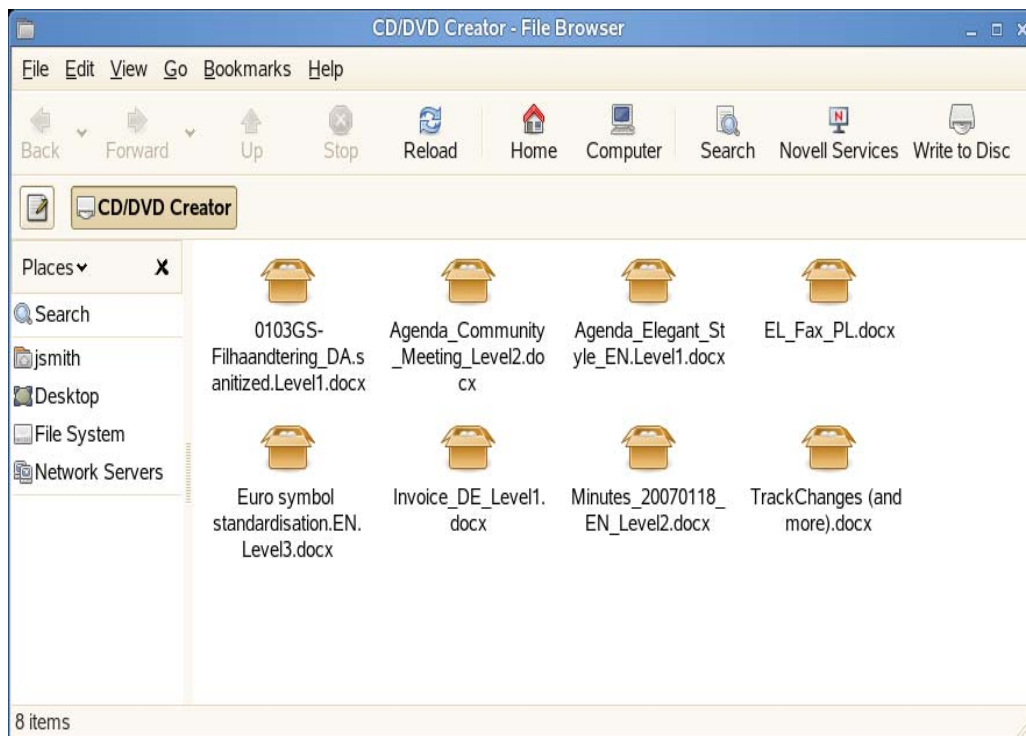 CD/DVD Creator - File Browser
File Edit View Go Bookmarks Help
Back Forward Up Stop Reload Home Computer Search Novell Services Write to Disc
CD/DVD Creator
Places
Search
jsmith
Desktop
File System
Network Servers
0103GS-
Filhaandtering_DA.s
anitized.Level1.docx
Agenda_Community
_Meeting_Level2.do
cx
Agenda_Elegant_St
yle_EN.Level1.docx
EL_Fax_PL.docx
Euro symbol
standardisation.EN.
Level3.docx
Invoice_DE_Level1.
docx
Minutes_20070118_
EN_Level2.docx
TrackChanges (and
more).docx
8 items